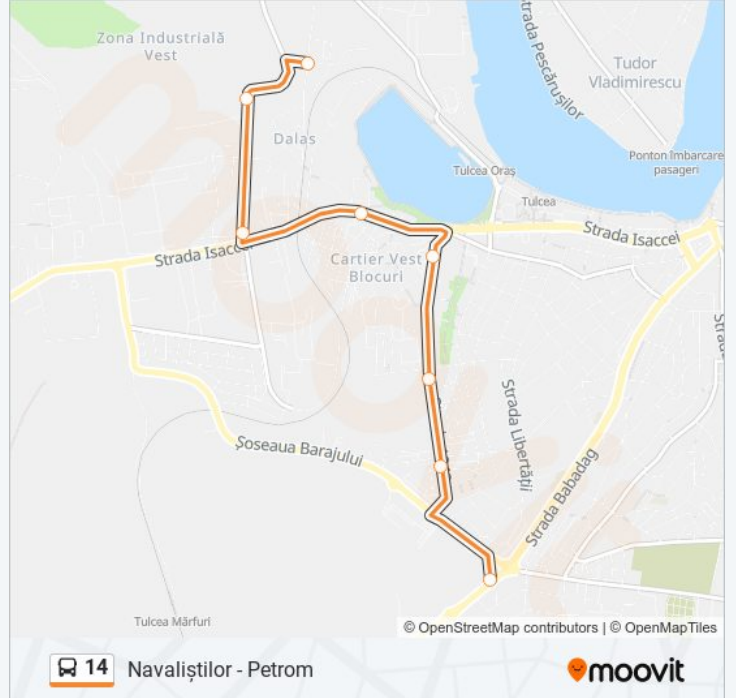 Strada Pescărușilor
Zona Industrială
Vest
Tudor
Vladimirescu
Dalas
Ponton Imbarcare
pasageri
Tulcea Oraș
Tulcea
Strada Isaccei
Strada Isaccei
Cartier Vest
Blocuri
Strada Libertății
Șoseaua Barajului
Strada Babadag
Tulcea Mărfuri
© OpenStreetMap contributors | © OpenMapTiles
14 Navaliștilor - Petrom
moovit